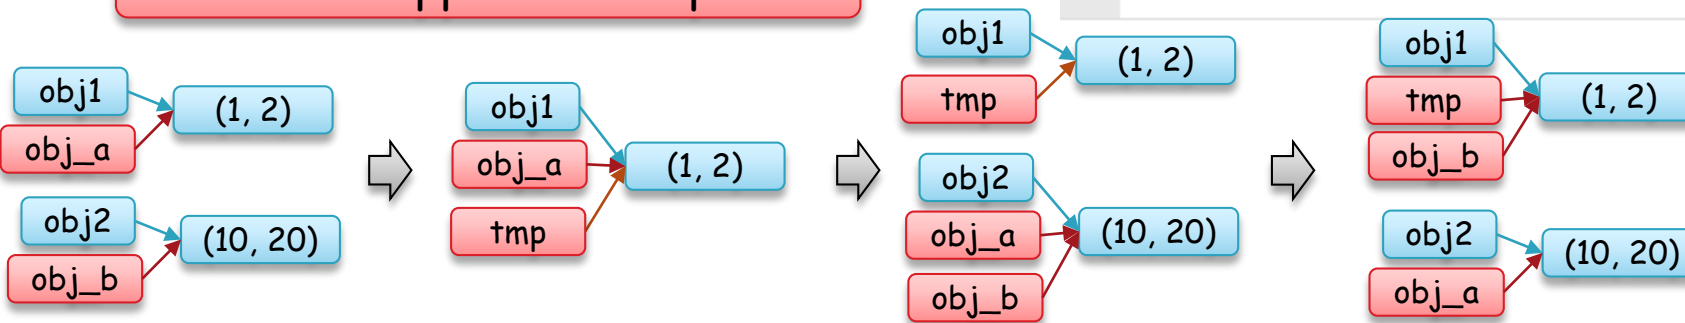 obj1
(1, 2)
obj_a
obj2
(10, 20)
obj_b
obj1
obj_a
(1, 2)
tmp
obj1
(1, 2)
tmp
obj2
obj_a
(10, 20)
obj_b
obj1
tmp
(1, 2)
obj_b
obj2
(10, 20)
obj_a